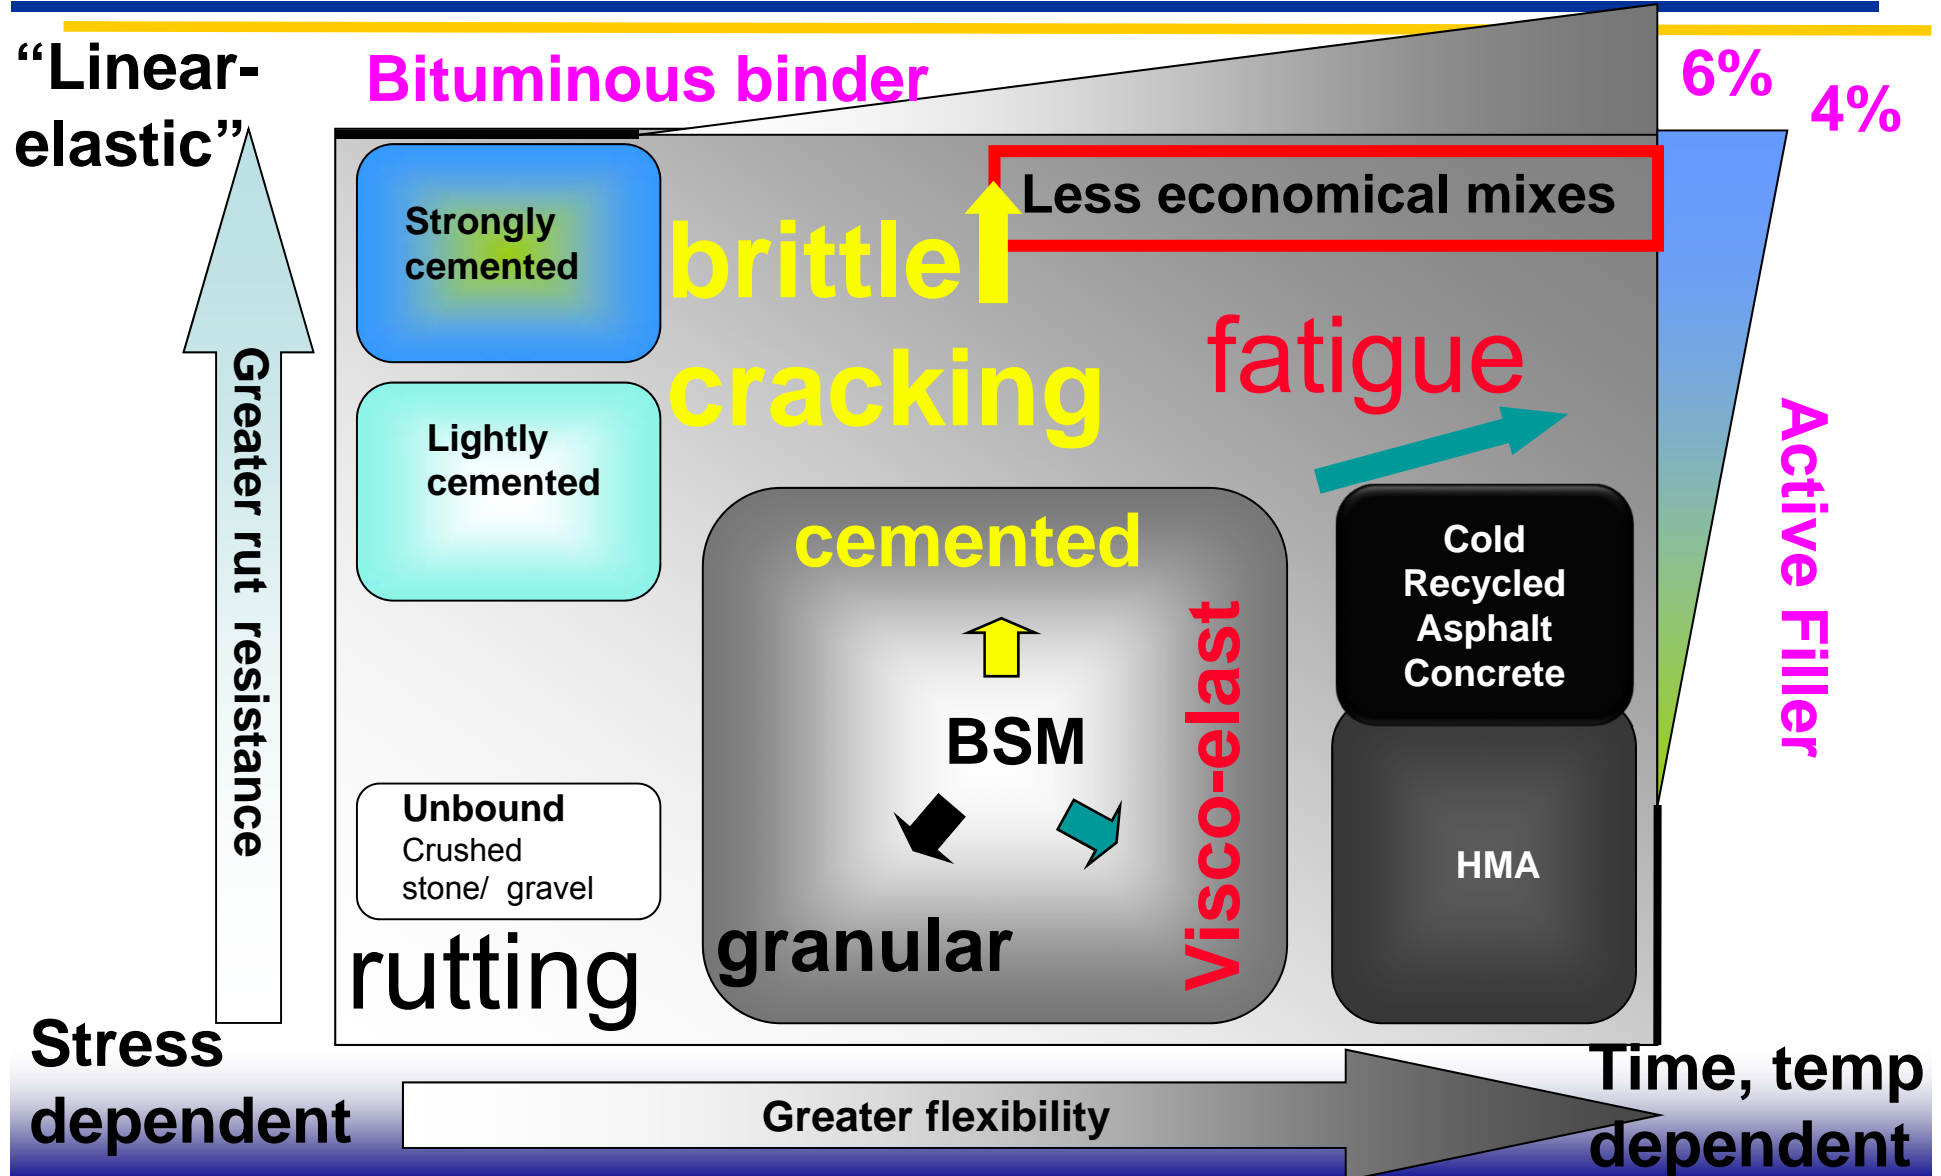 “Linear-
elastic”
Bituminous binder
6%
4%
Less economical mixes
Strongly
cemented
brittle
cracking
fatigue
Greater rut resistance
Lightly
cemented
Active Filler
cemented
Cold
Recycled
Asphalt
Concrete
Visco-elast
BSM
Unbound
Crushed
stone/ gravel
HMA
granular
rutting
Stress
dependent
Greater flexibility
Time, temp
dependent